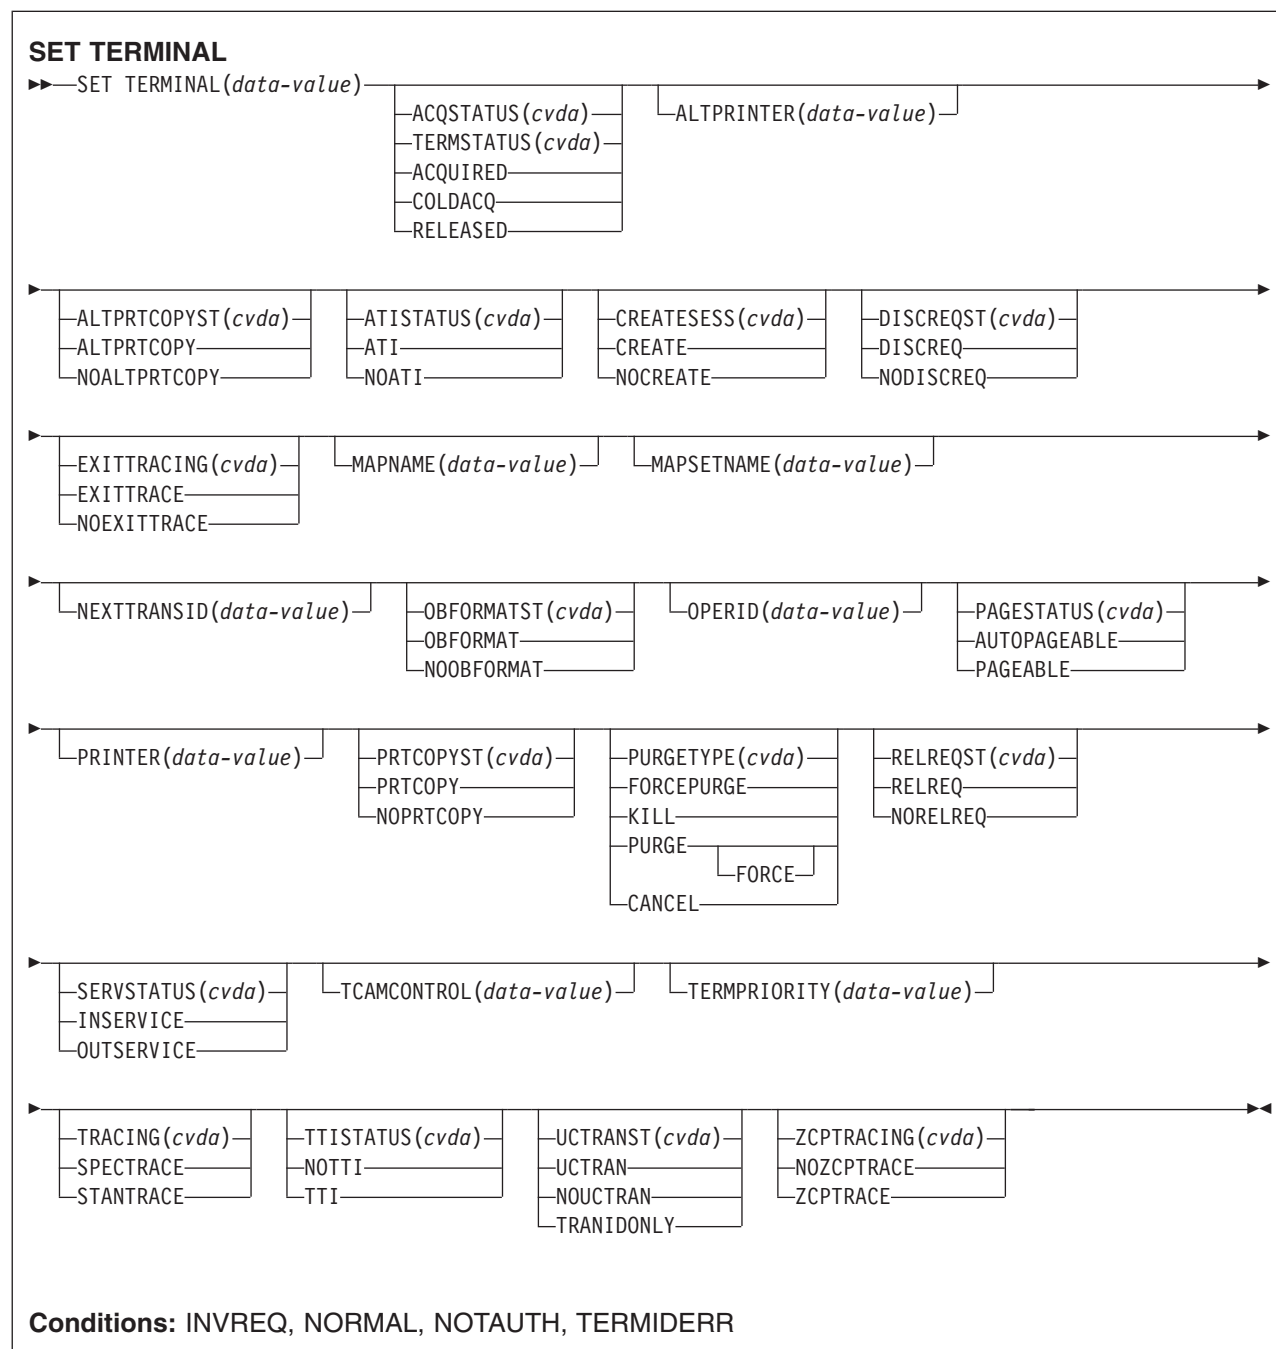 SET TERMINAL
SET TERMINAL(data-value)
ACQSTATUS(cvda)
TERMSTATUS(cvda)
ACQUIRED
COLDACQ
RELEASED
ALTPRINTER(data-value)
ALTPRTCOPYST(cvda)
ALTPRTCOPY
NOALTPRTCOPY
ATISTATUS(cvda)
ATI
NOATI
CREATESESS(cvda)
CREATE
NOCREATE
DISCREQST(cvda)
DISCREQ
NODISCREQ
EXITTRACING(cvda)
EXITTRACE
NOEXITTRACE
MAPNAME(data-value)
MAPSETNAME(data-value)
NEXTTRANSID(data-value)
OBFORMATST(cvda)
OBFORMAT
NOOBFORMAT
OPERID(data-value)
PAGESTATUS(cvda)
AUTOPAGEABLE
PAGEABLE
PRINTER(data-value)
PRTCOPYST(cvda)
PRTCOPY
NOPRTCOPY
PURGETYPE(cvda)
FORCEPURGE
KILL
PURGE
FORCE
CANCEL
RELREQST(cvda)
RELREQ
NORELREQ
SERVSTATUS(cvda)
INSERVICE
OUTSERVICE
TCAMCONTROL(data-value)
TERMPRIORITY(data-value)
TRACING(cvda)
SPECTRACE
STANTRACE
TTISTATUS(cvda)
NOTTI
TTI
UCTRANST(cvda)
UCTRAN
NOUCTRAN
TRANIDONLY
ZCPTRACING(cvda)
NOZCPTRACE
ZCPTRACE
Conditions: INVREQ, NORMAL, NOTAUTH, TERMIDERR